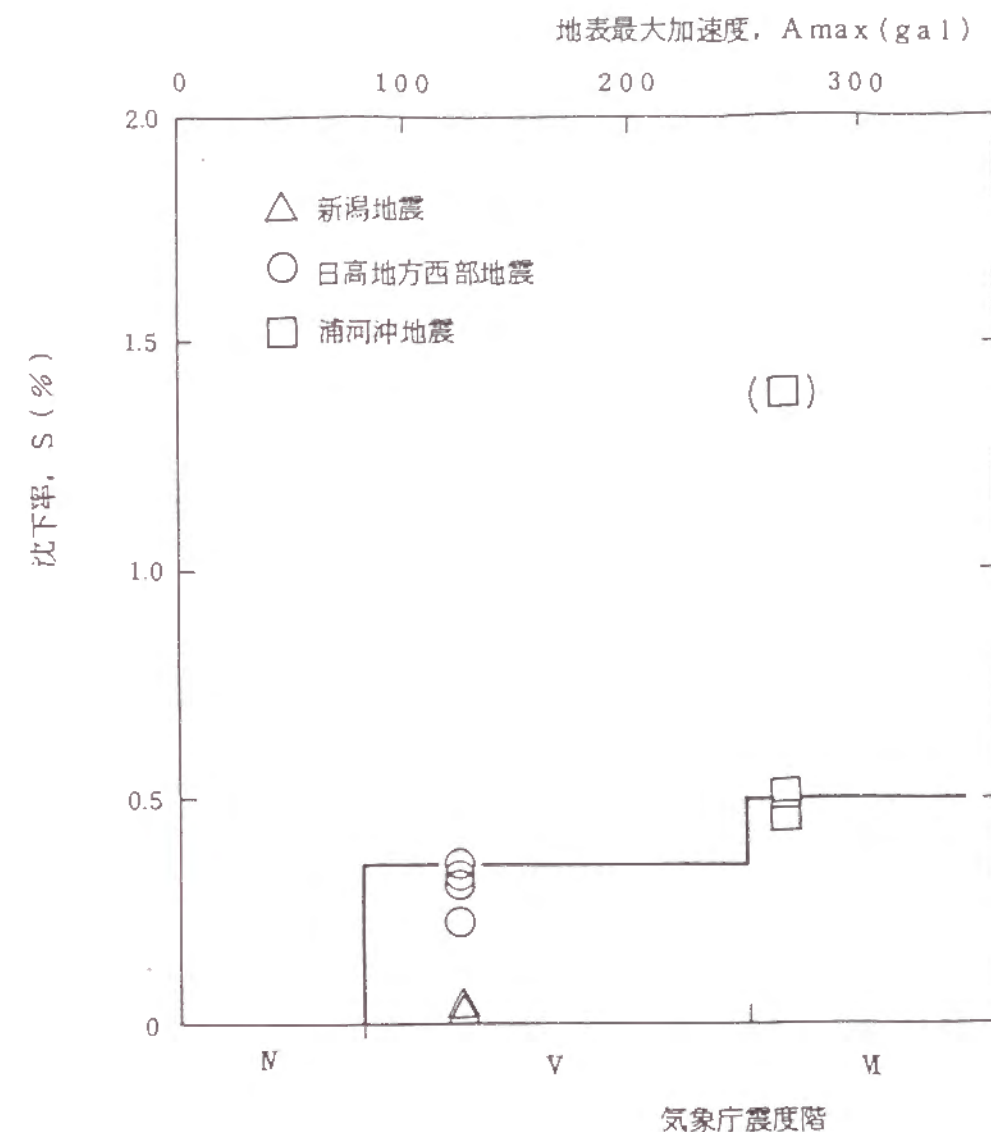 地表最大加速度, Amax(gal)
0 100 200 300
2.0
△ 新潟地震
○ 日高地方西部地震
□ 浦河沖地震
1.5
(□)
沈下率, S(%)
1.0
0.5
0
Ⅳ Ⅴ Ⅵ
気象庁震度階